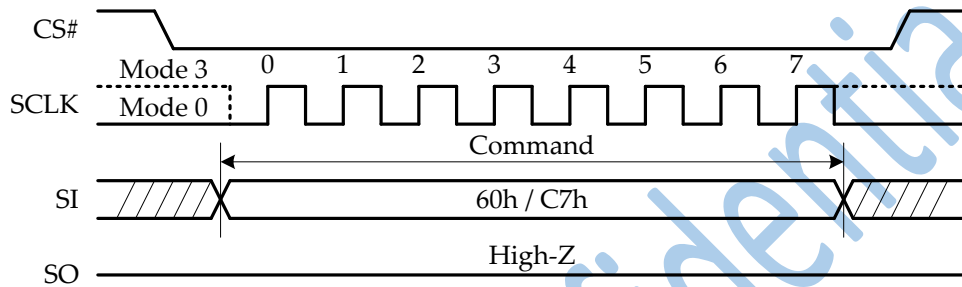 CS#
Mode 3
0 1 2 3 4 5 6 7
SCLK
Mode 0
Command
SI
60h / C7h
High-Z
SO